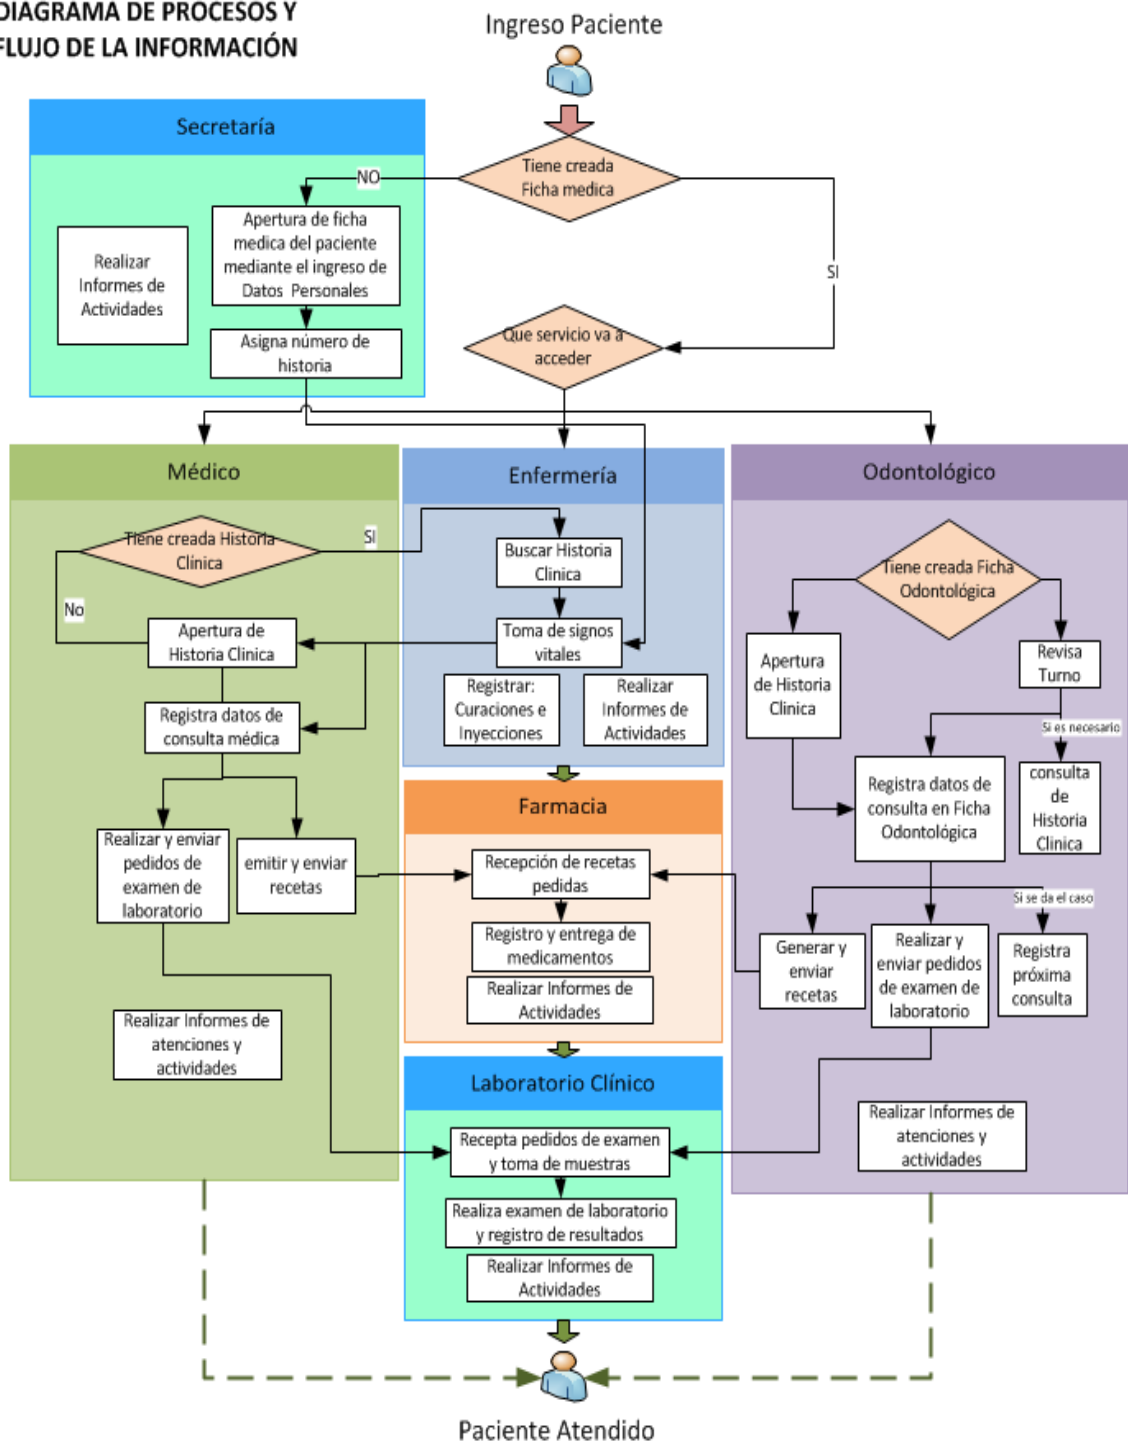 DIAGRAMA DE PROCESOS Y
FLUJO DE LA INFORMACIÓN
Ingreso Paciente
Secretaría
Tiene creada
Ficha medica
NO
SI
Apertura de ficha
medica del paciente
mediante el ingreso de
Datos Personales
Realizar
Informes de
Actividades
Asigna número de
historia
Que servicio va a
acceder
Médico
Enfermería
Odontológico
Tiene creada Historia
Clínica
SI
No
Buscar Historia
Clinica
Tiene creada Ficha
Odontológica
Apertura de
Historia Clinica
Toma de signos
vitales
Apertura
de Historia
Clinica
Revisa
Turno
Registra datos de
consulta médica
Registrar:
Curaciones e
Inyecciones
Realizar
Informes de
Actividades
Si es necesario
Registra datos de
consulta en Ficha
Odontológica
consulta
de
Historia
Clinica
Farmacia
Realizar y enviar
pedidos de
examen de
laboratorio
emitir y enviar
recetas
Recepción de recetas
pedidas
Si se da el caso
Registro y entrega de
medicamentos
Generar y
enviar
recetas
Realizar y
enviar pedidos
de examen de
laboratorio
Registra
próxima
consulta
Realizar Informes de
Actividades
Realizar Informes de
atenciones y
actividades
Laboratorio Clínico
Recepta pedidos de examen
y toma de muestras
Realizar Informes de
atenciones y
actividades
Realiza examen de laboratorio
y registro de resultados
Realizar Informes de
Actividades
Paciente Atendido